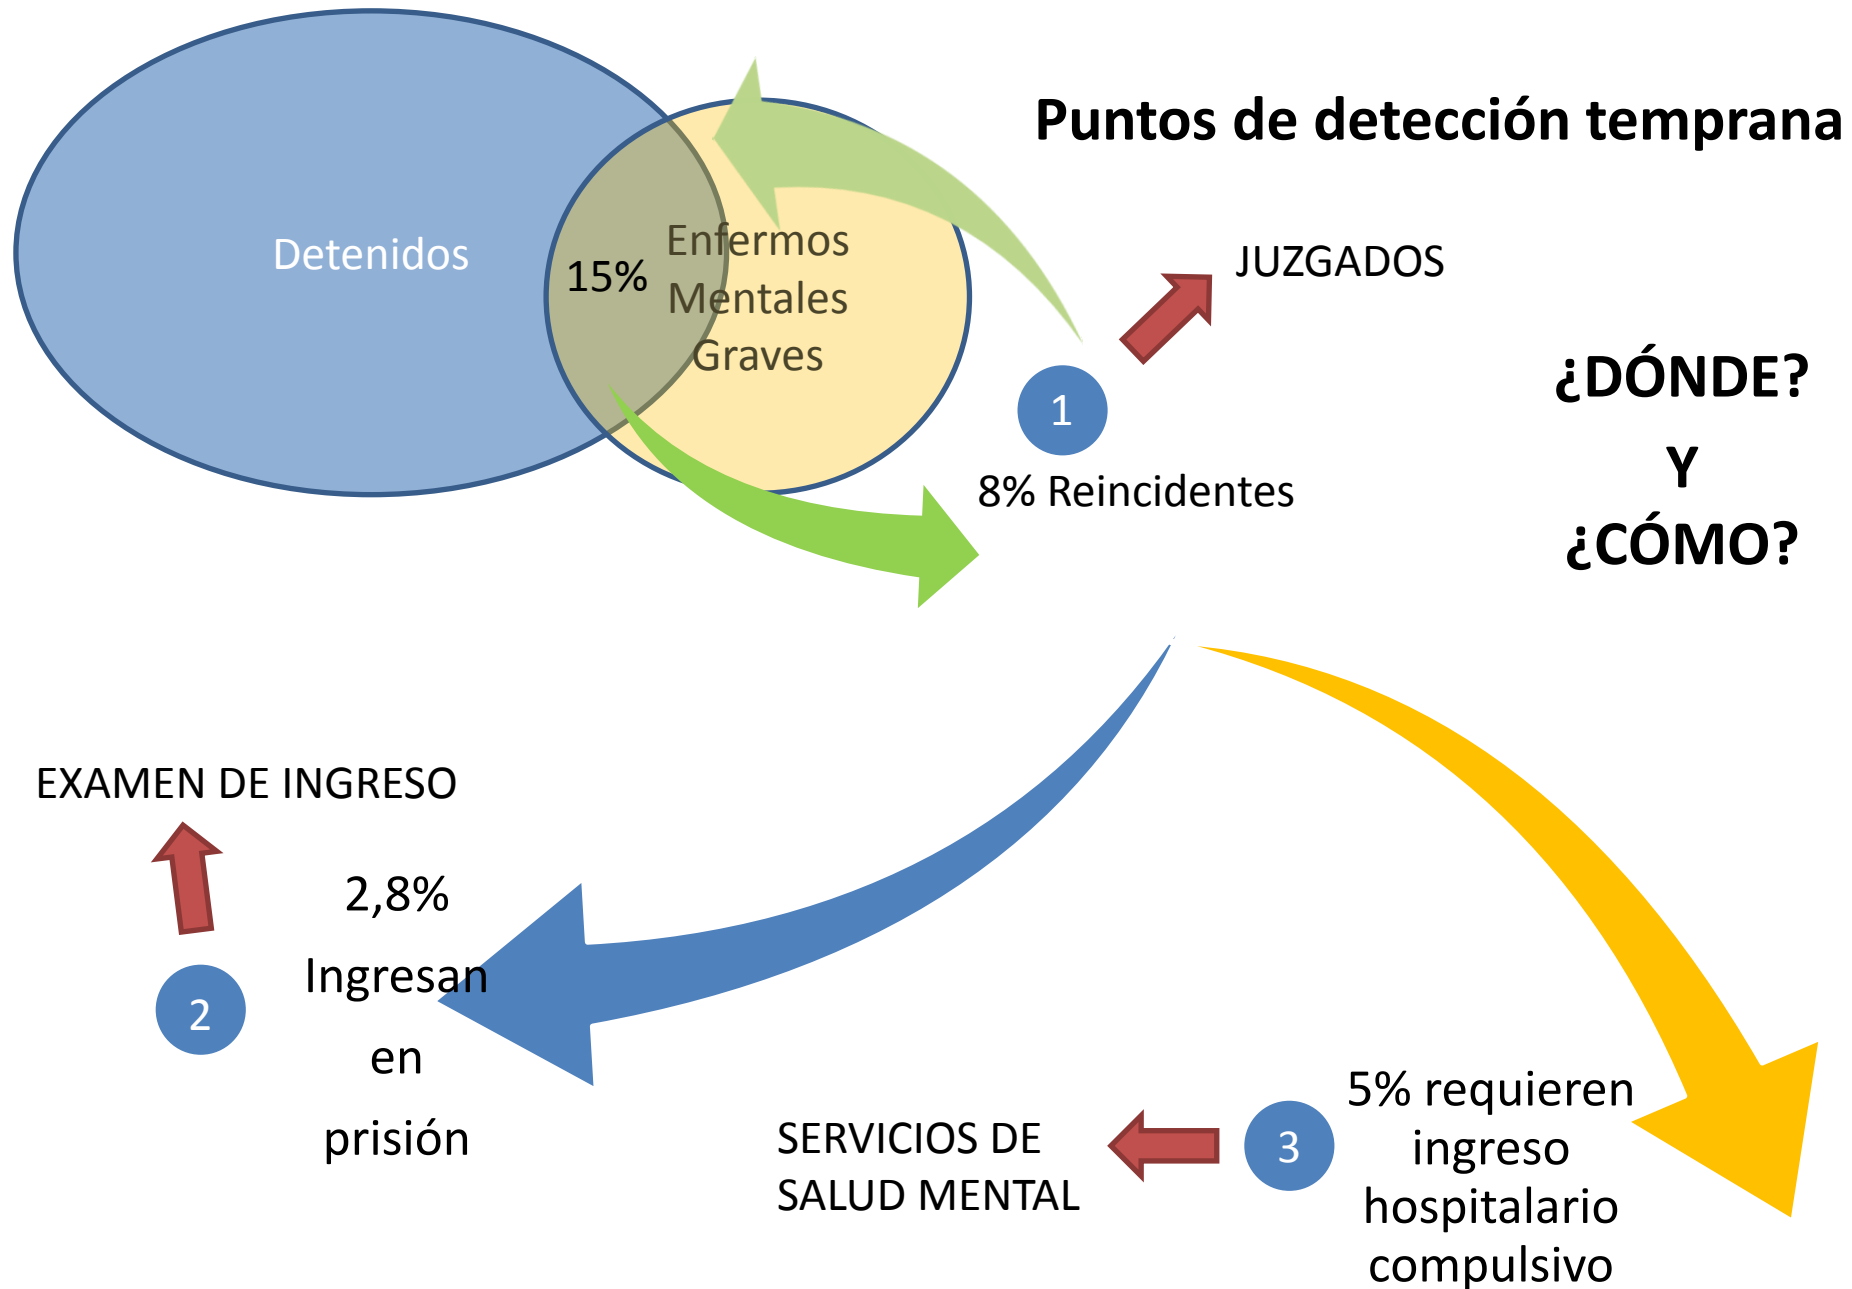 Puntos de detección temprana
Detenidos
15%
Enfermos
Mentales
Graves
JUZGADOS
1
8% Reincidentes
¿DÓNDE?
Y
¿CÓMO?
EXAMEN DE INGRESO
2,8%
Ingresan
en
prisión
2
SERVICIOS DE
SALUD MENTAL
3
5% requieren
ingreso
hospitalario
compulsivo